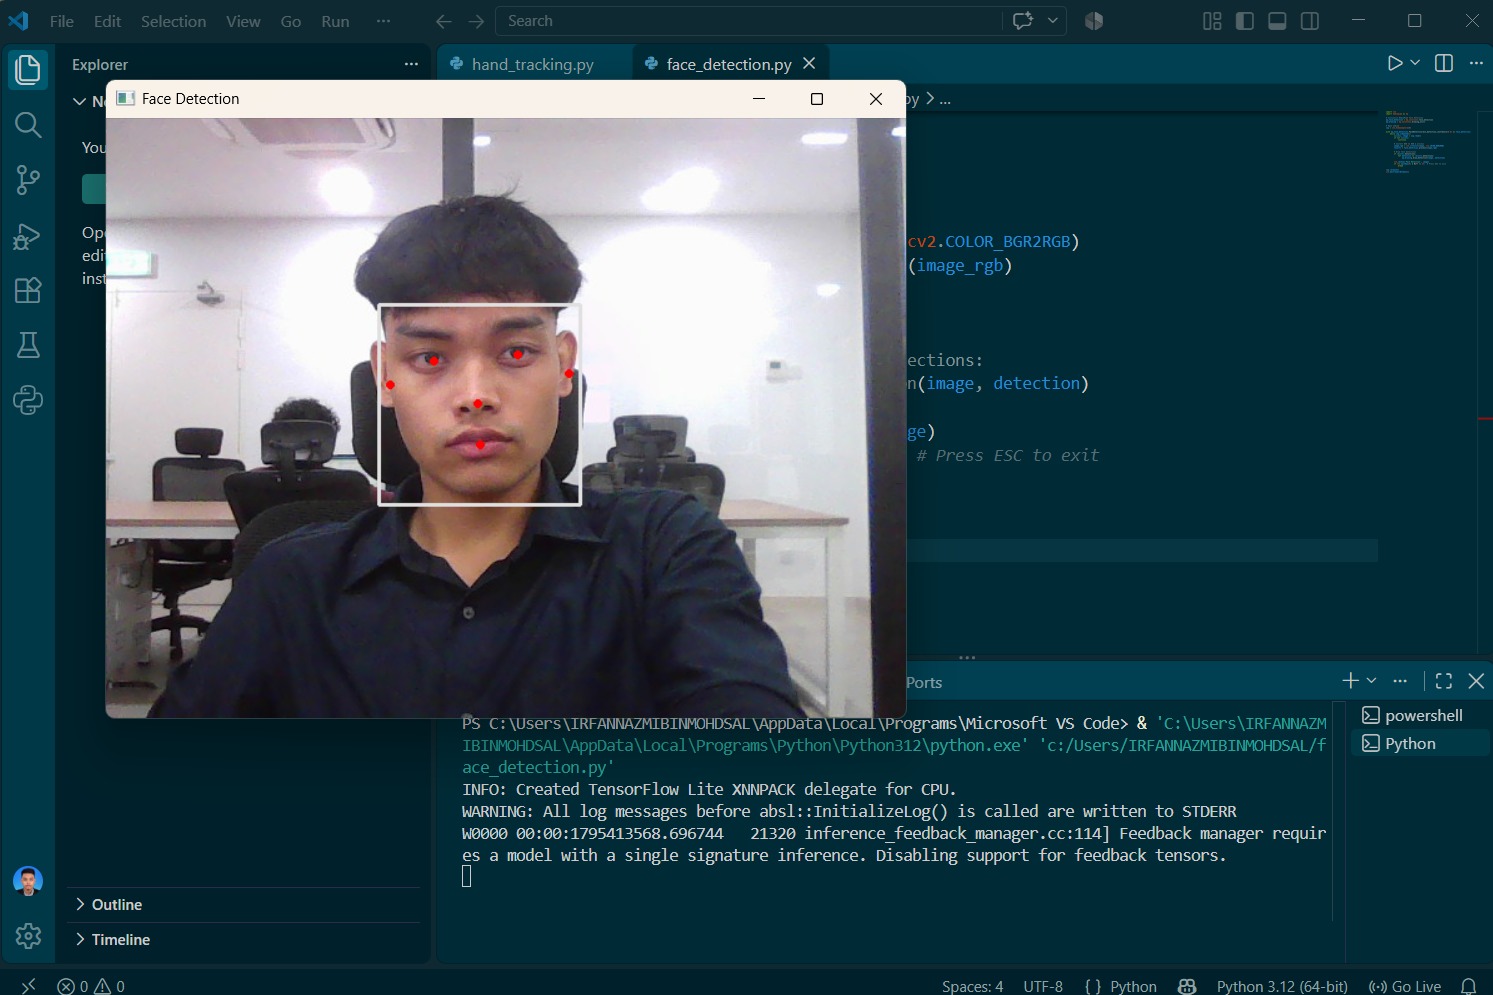 File Edit Selection View Go Run ··· Search
Explorer ···
hand_tracking.py
face_detection.py
Face Detection
py > ...
You
Ope
edi
inst
cv2.COLOR_BGR2RGB)
(image_rgb)
ections:
n(image, detection)
ge)
# Press ESC to exit
Ports
PS C:\Users\IRFANNAZMIBINMOHDSAL\AppData\Local\Programs\Microsoft VS Code> & 'C:\Users\IRFANNAZM
IBINMOHDSAL\AppData\Local\Programs\Python\Python312\python.exe' 'c:/Users/IRFANNAZMIBINMOHDSAL/f
ace_detection.py'
INFO: Created TensorFlow Lite XNNPACK delegate for CPU.
WARNING: All log messages before absl::InitializeLog() is called are written to STDERR
W0000 00:00:1795413568.696744   21320 inference_feedback_manager.cc:114] Feedback manager requir
es a model with a single signature inference. Disabling support for feedback tensors.
powershell
Python
Outline
Timeline
0 0
Spaces: 4 UTF-8 {} Python Python 3.12 (64-bit) Go Live